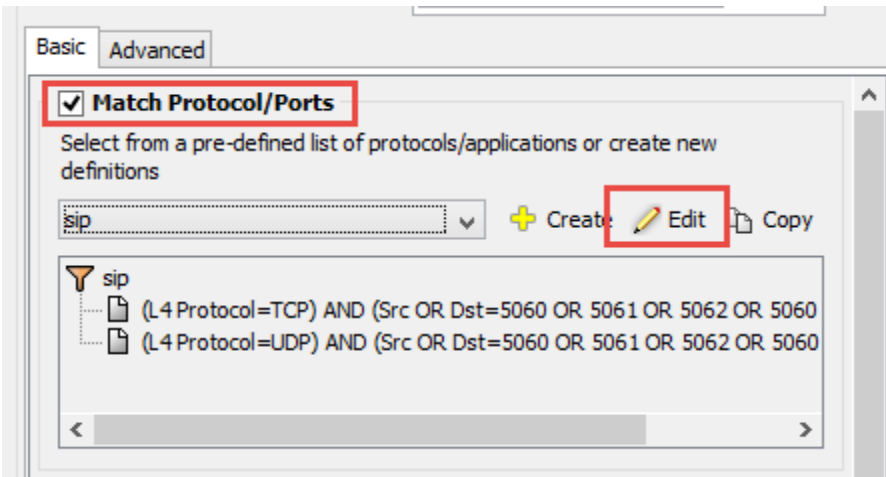 Basic Advanced
Match Protocol/Ports
Select from a pre-defined list of protocols/applications or create new
definitions
sip Create Edit Copy
sip
(L4 Protocol=TCP) AND (Src OR Dst=5060 OR 5061 OR 5062 OR 5060
(L4 Protocol=UDP) AND (Src OR Dst=5060 OR 5061 OR 5062 OR 5060